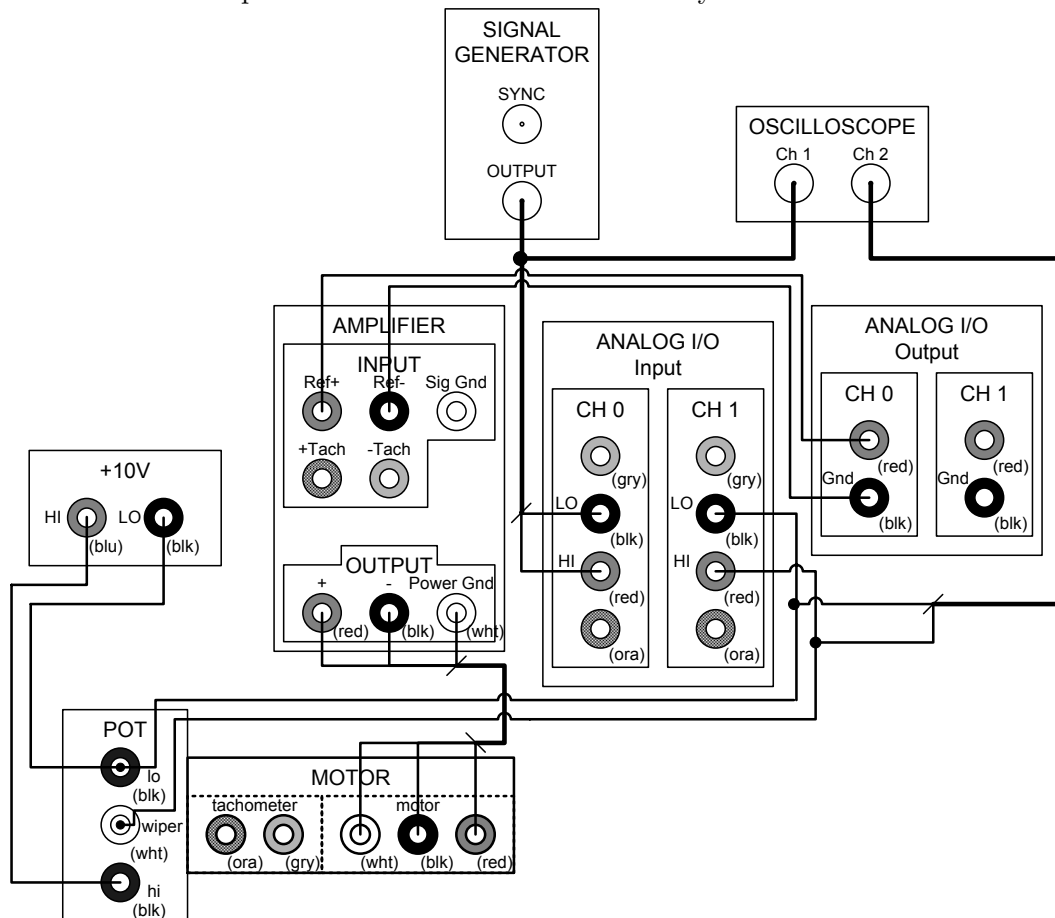 SIGNAL
GENERATOR
SYNC
OUTPUT
OSCILLOSCOPE
Ch 1 Ch 2
AMPLIFIER
INPUT
Ref+ Ref- Sig Gnd
+Tach -Tach
OUTPUT
+ - Power Gnd
(red) (blk) (wht)
ANALOG I/O
Input
CH 0 CH 1
(gry) (gry)
LO LO
(blk) (blk)
HI HI
(red) (red)
(ora) (ora)
ANALOG I/O
Output
CH 0 CH 1
(red) (red)
Gnd Gnd
(blk) (blk)
+10V
HI LO
(blu) (blk)
POT
lo
(blk)
wiper
(wht)
hi
(blk)
MOTOR
tachometer motor
(ora) (gry) (wht) (blk) (red)